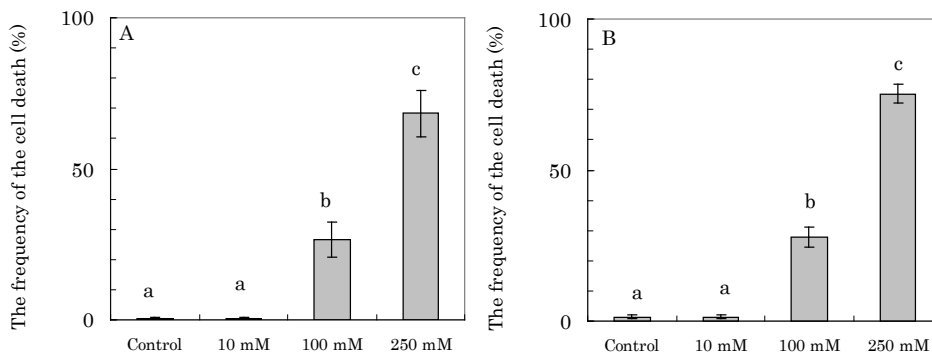 The frequency of the cell death (%)
100
50
0
A
a
a
b
c
Control
10 mM
100 mM
250 mM
The frequency of the cell death (%)
100
50
0
B
a
a
b
c
Control
10 mM
100 mM
250 mM